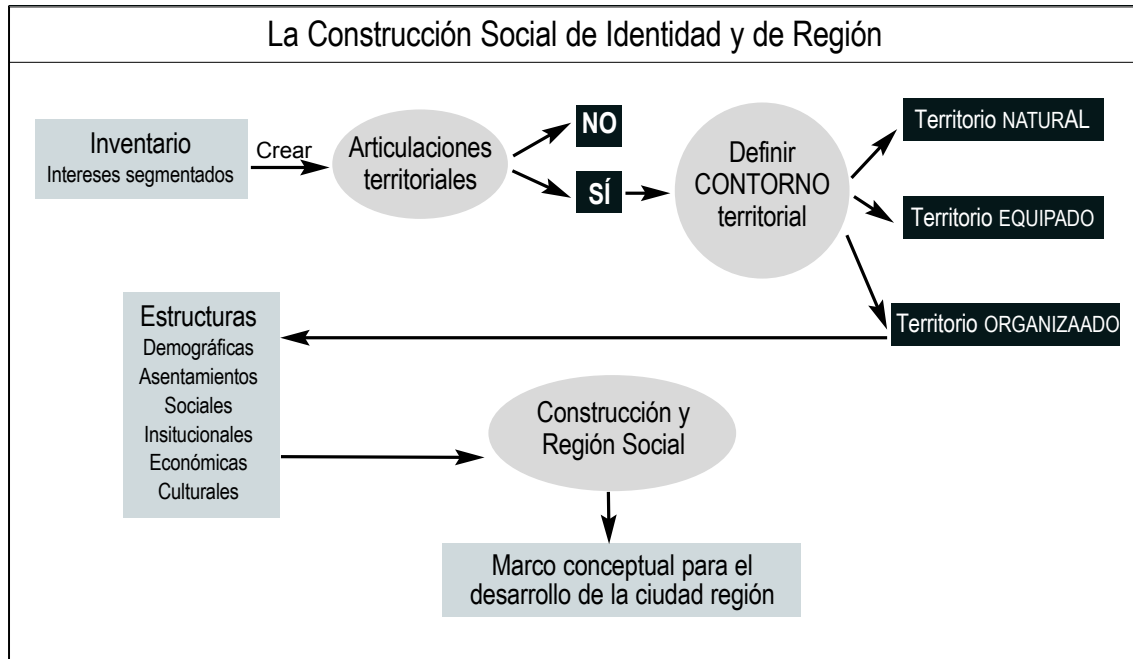 La Construcción Social de Identidad y de Región
Inventario
Intereses segmentados
Crear
Articulaciones
territoriales
NO
SÍ
Definir
CONTORNO
territorial
Territorio NATURAL
Territorio EQUIPADO
Territorio ORGANIZAADO
Estructuras
Demográficas
Asentamientos
Sociales
Insitucionales
Económicas
Culturales
Construcción y
Región Social
Marco conceptual para el
desarrollo de la ciudad región